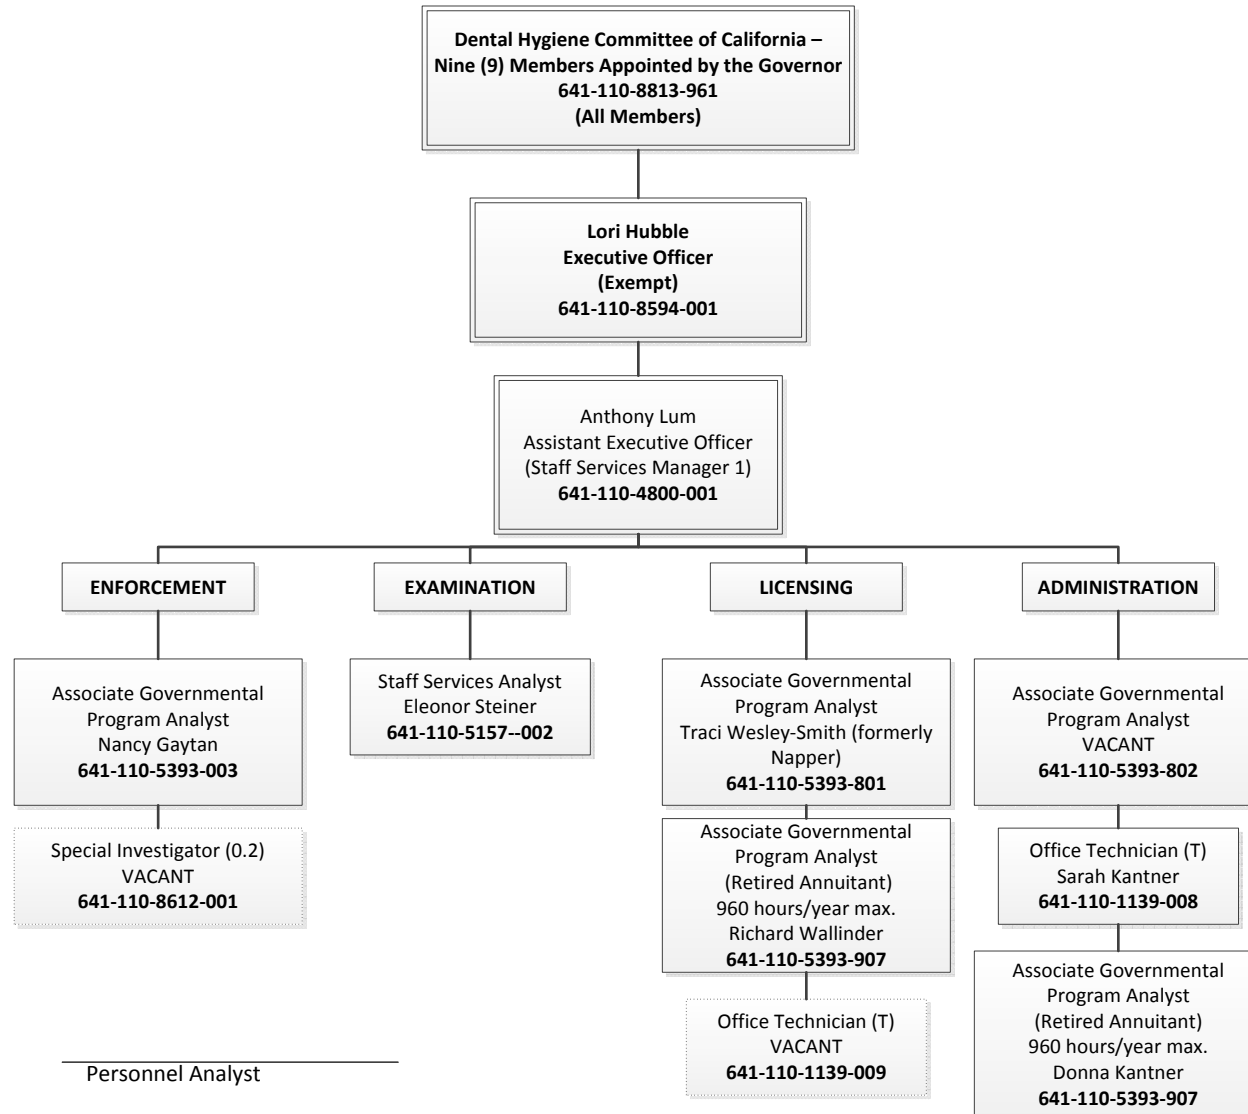 Dental Hygiene Committee of California –
Nine (9) Members Appointed by the Governor
641-110-8813-961
(All Members)
Lori Hubble
Executive Officer
(Exempt)
641-110-8594-001
Anthony Lum
Assistant Executive Officer
(Staff Services Manager 1)
641-110-4800-001
ENFORCEMENT
Associate Governmental
Program Analyst
Nancy Gaytan
641-110-5393-003
Special Investigator (0.2)
VACANT
641-110-8612-001
EXAMINATION
Staff Services Analyst
Eleonor Steiner
641-110-5157--002
LICENSING
Associate Governmental
Program Analyst
Traci Wesley-Smith (formerly
Napper)
641-110-5393-801
Associate Governmental
Program Analyst
(Retired Annuitant)
960 hours/year max.
Richard Wallinder
641-110-5393-907
Office Technician (T)
VACANT
641-110-1139-009
ADMINISTRATION
Associate Governmental
Program Analyst
VACANT
641-110-5393-802
Office Technician (T)
Sarah Kantner
641-110-1139-008
Associate Governmental
Program Analyst
(Retired Annuitant)
960 hours/year max.
Donna Kantner
641-110-5393-907
Personnel Analyst